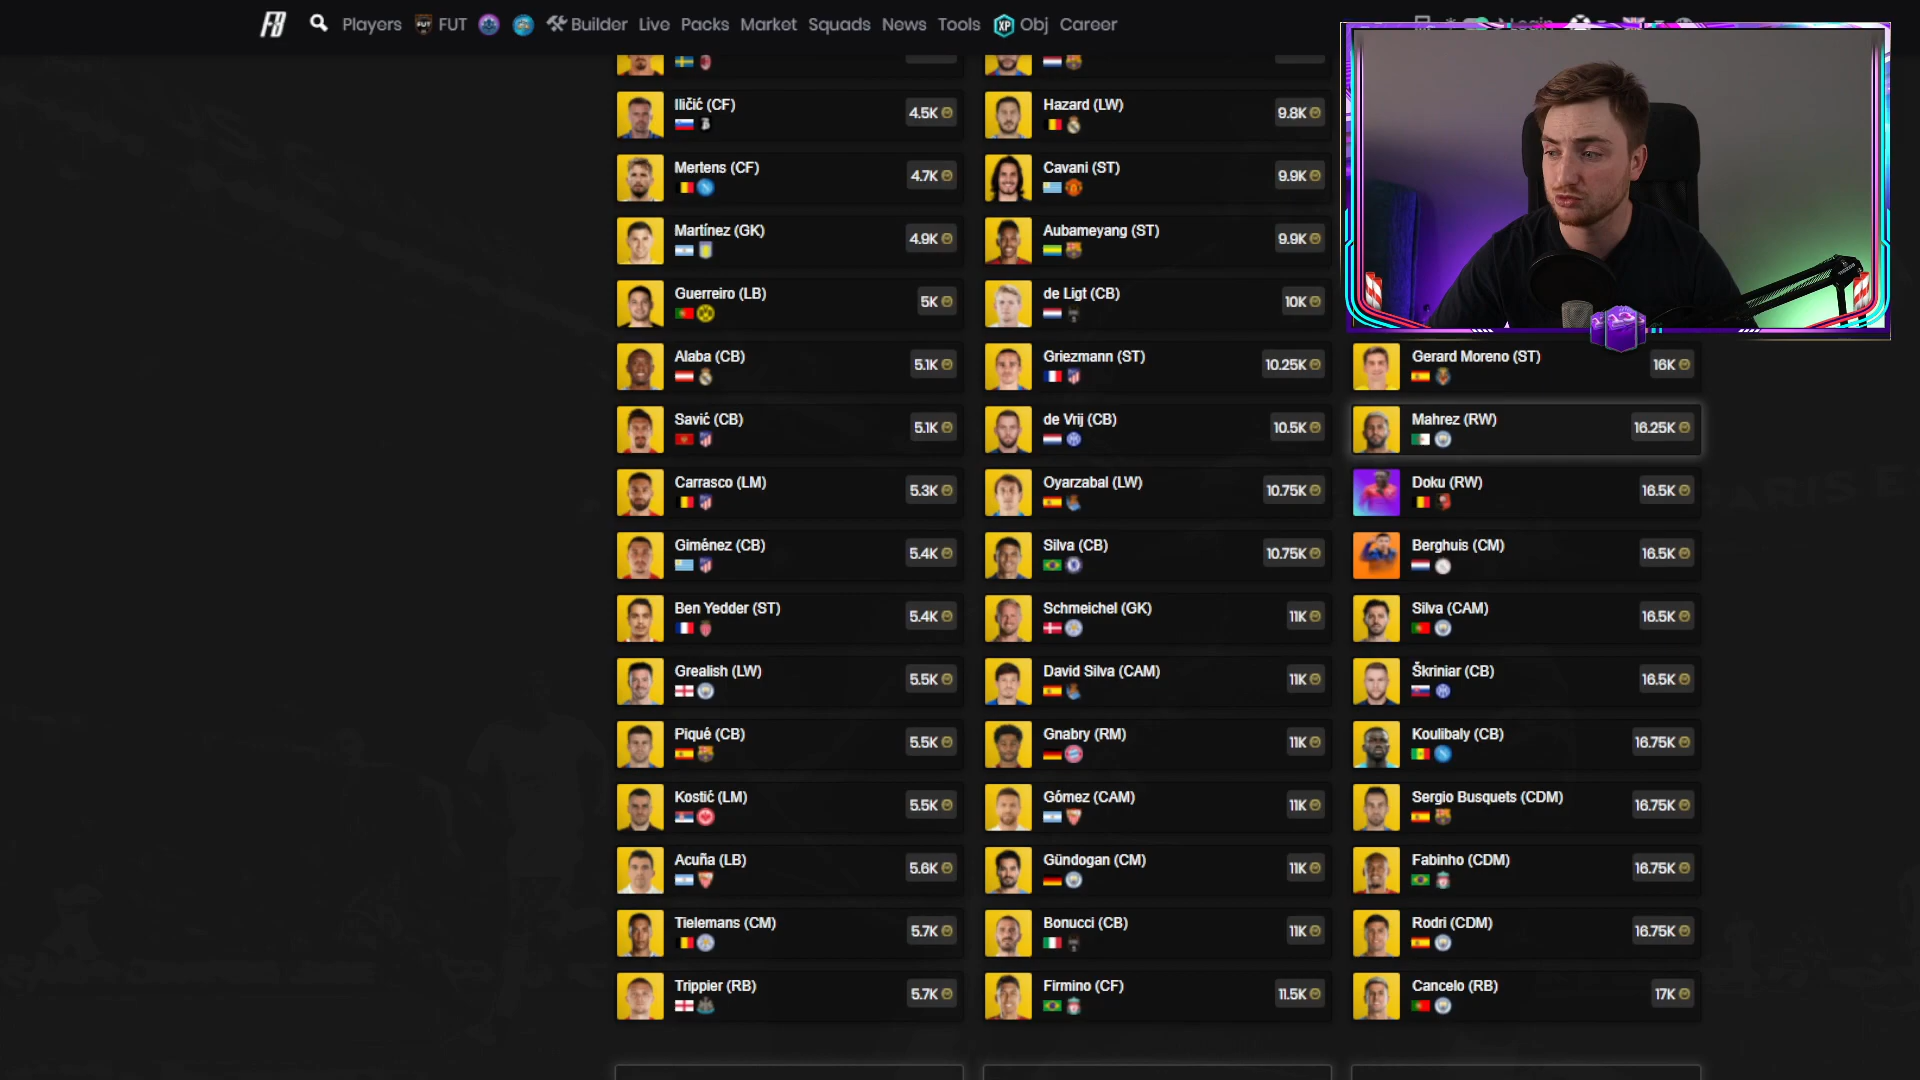 FB Players FUT Builder Live Packs Market Squads News Tools XP Obj Career Login
Iličić (CF) 4.5K
Mertens (CF) 4.7K
Martínez (GK) 4.9K
Guerreiro (LB) 5K
Alaba (CB) 5.1K
Savić (CB) 5.1K
Carrasco (LM) 5.3K
Giménez (CB) 5.4K
Ben Yedder (ST) 5.4K
Grealish (LW) 5.5K
Piqué (CB) 5.5K
Kostić (LM) 5.5K
Acuña (LB) 5.6K
Tielemans (CM) 5.7K
Trippier (RB) 5.7K
Hazard (LW) 9.8K
Cavani (ST) 9.9K
Aubameyang (ST) 9.9K
de Ligt (CB) 10K
Griezmann (ST) 10.25K
de Vrij (CB) 10.5K
Oyarzabal (LW) 10.75K
Silva (CB) 10.75K
Schmeichel (GK) 11K
David Silva (CAM) 11K
Gnabry (RM) 11K
Gómez (CAM) 11K
Gündogan (CM) 11K
Bonucci (CB) 11K
Firmino (CF) 11.5K
Gerard Moreno (ST) 16K
Mahrez (RW) 16.25K
Doku (RW) 16.5K
Berghuis (CM) 16.5K
Silva (CAM) 16.5K
Škriniar (CB) 16.5K
Koulibaly (CB) 16.75K
Sergio Busquets (CDM) 16.75K
Fabinho (CDM) 16.75K
Rodri (CDM) 16.75K
Cancelo (RB) 17K